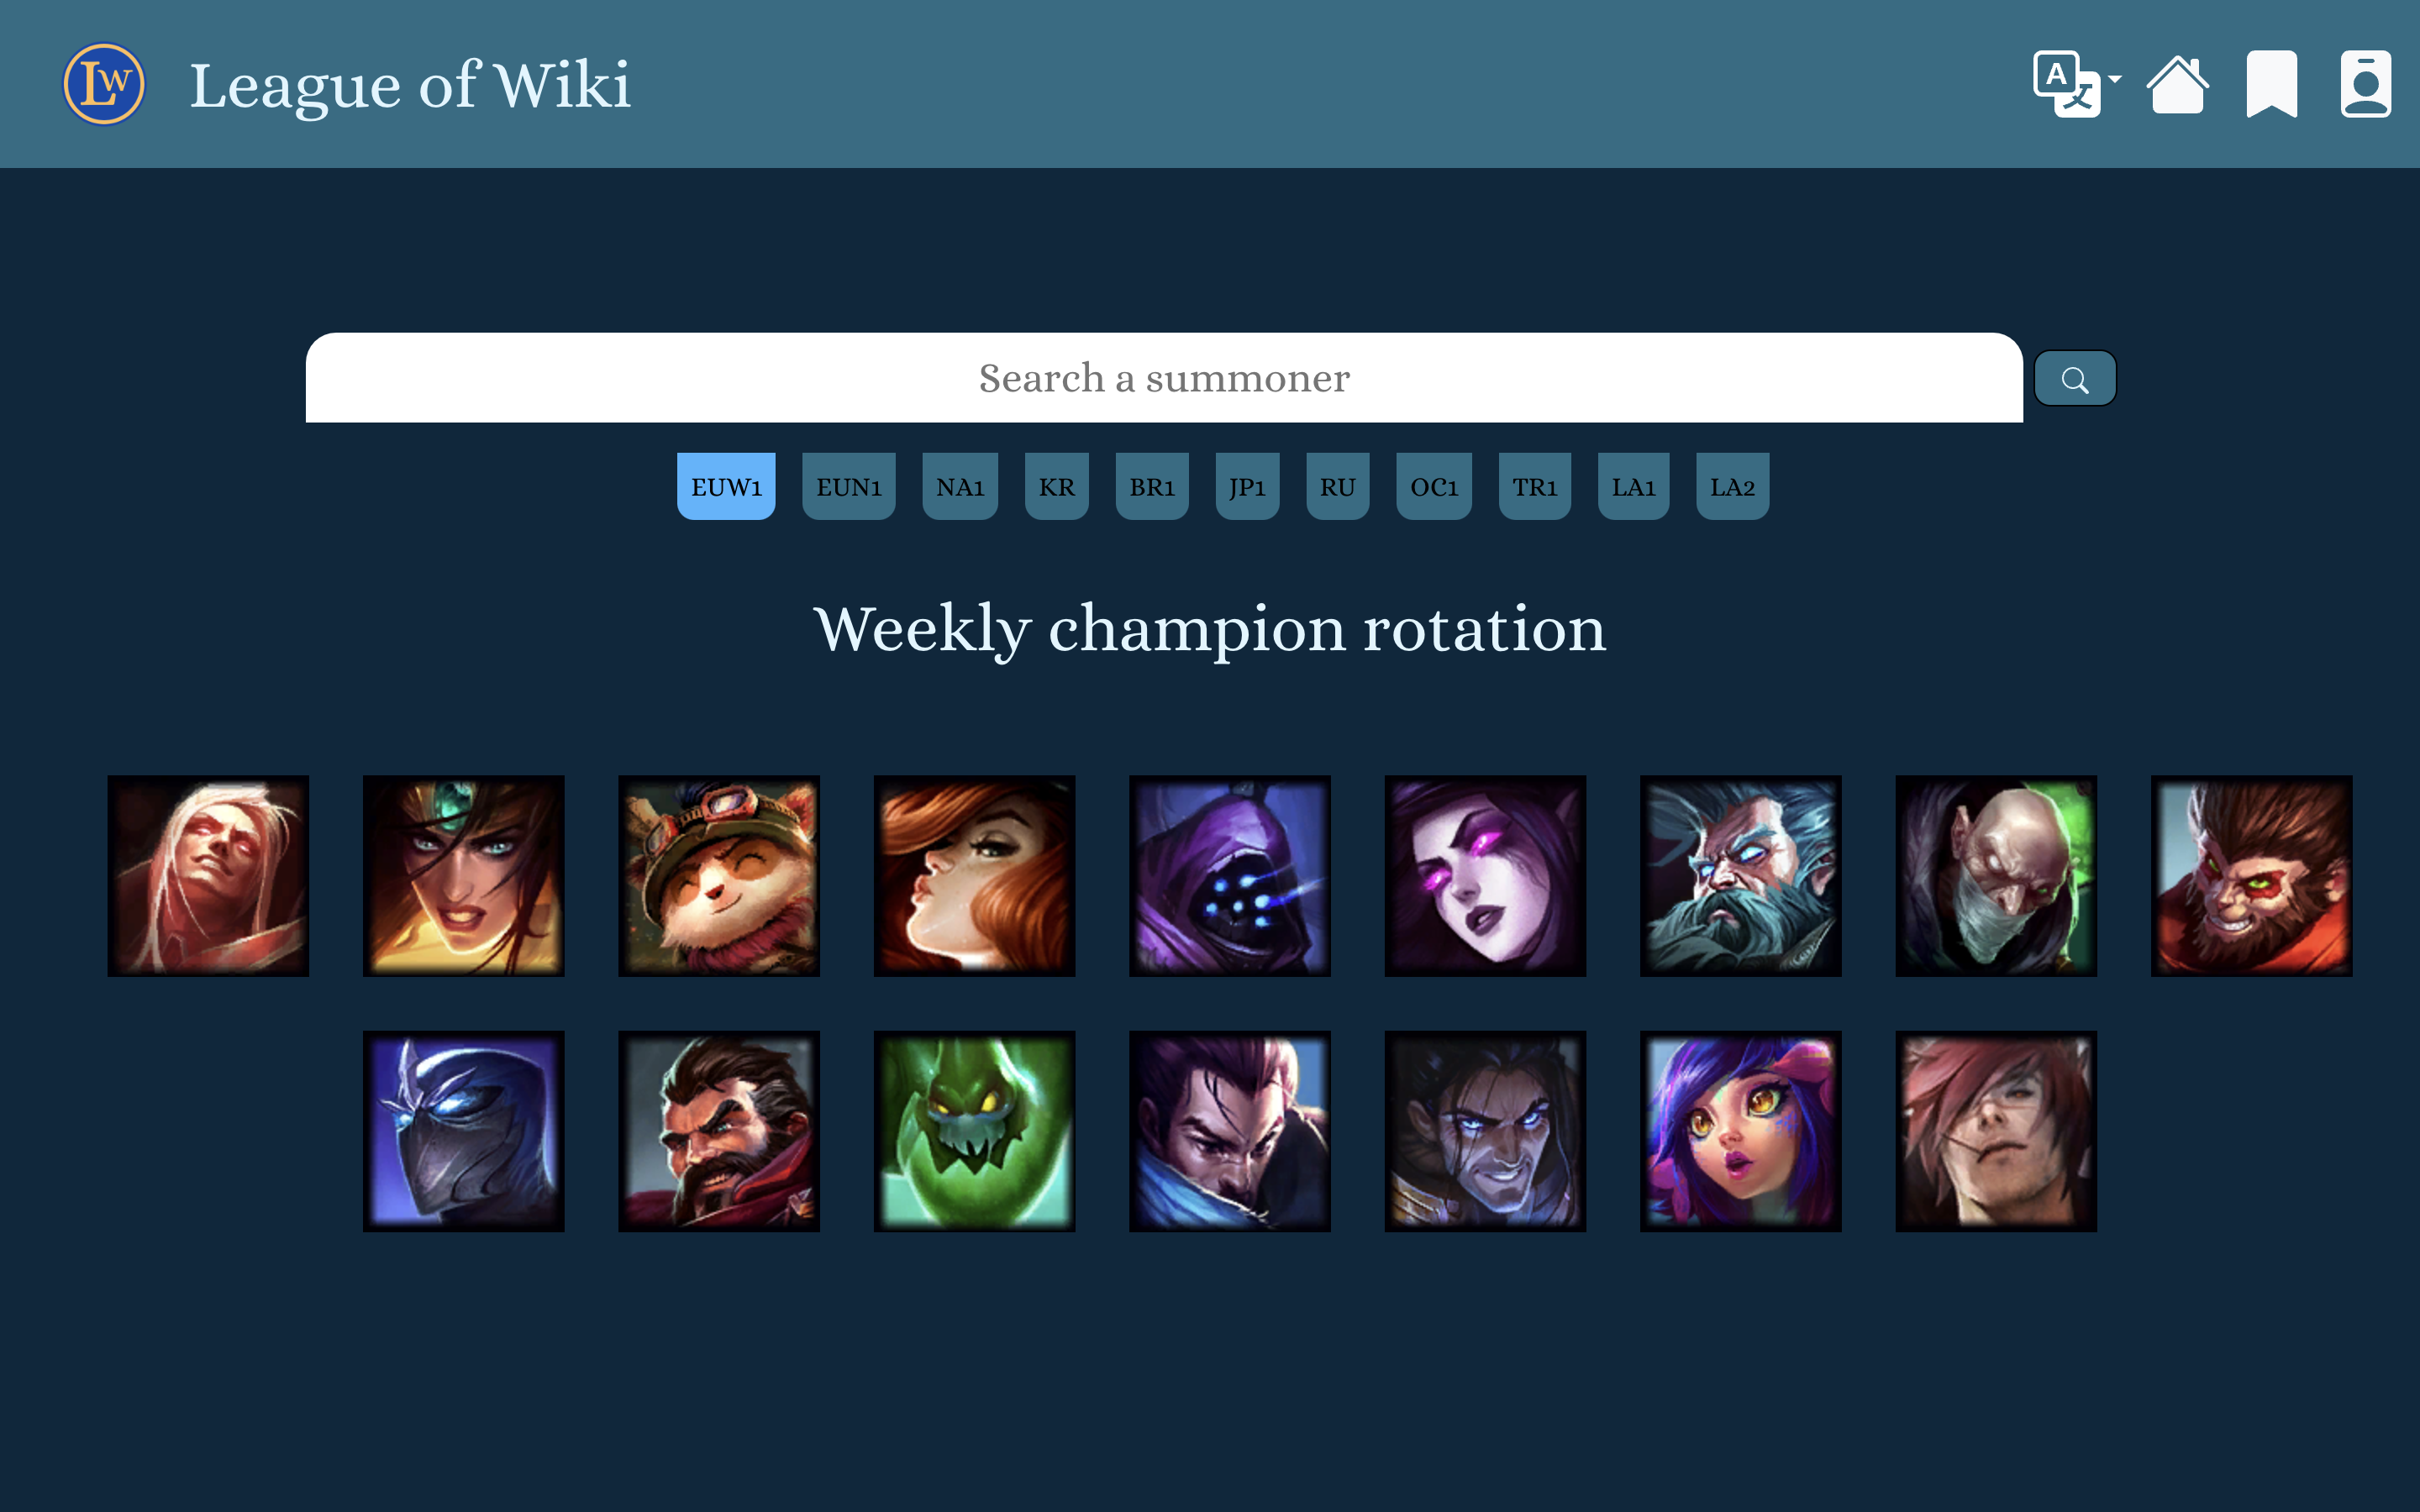 LW League of Wiki A 文
Search a summoner
EUW1 EUN1 NA1 KR BR1 JP1 RU OC1 TR1 LA1 LA2
Weekly champion rotation